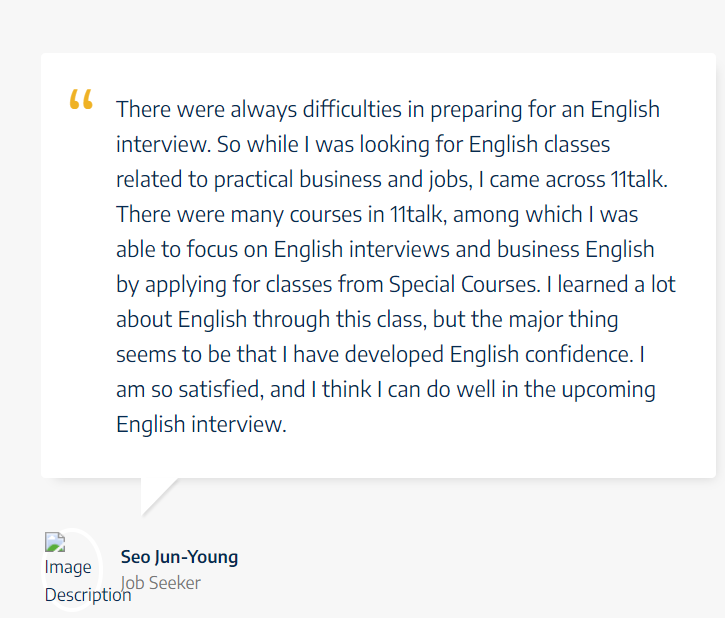 “
There were always difficulties in preparing for an English
interview. So while I was looking for English classes
related to practical business and jobs, I came across 11talk.
There were many courses in 11talk, among which I was
able to focus on English interviews and business English
by applying for classes from Special Courses. I learned a lot
about English through this class, but the major thing
seems to be that I have developed English confidence. I
am so satisfied, and I think I can do well in the upcoming
English interview.
Image
Description
Seo Jun-Young
Job Seeker